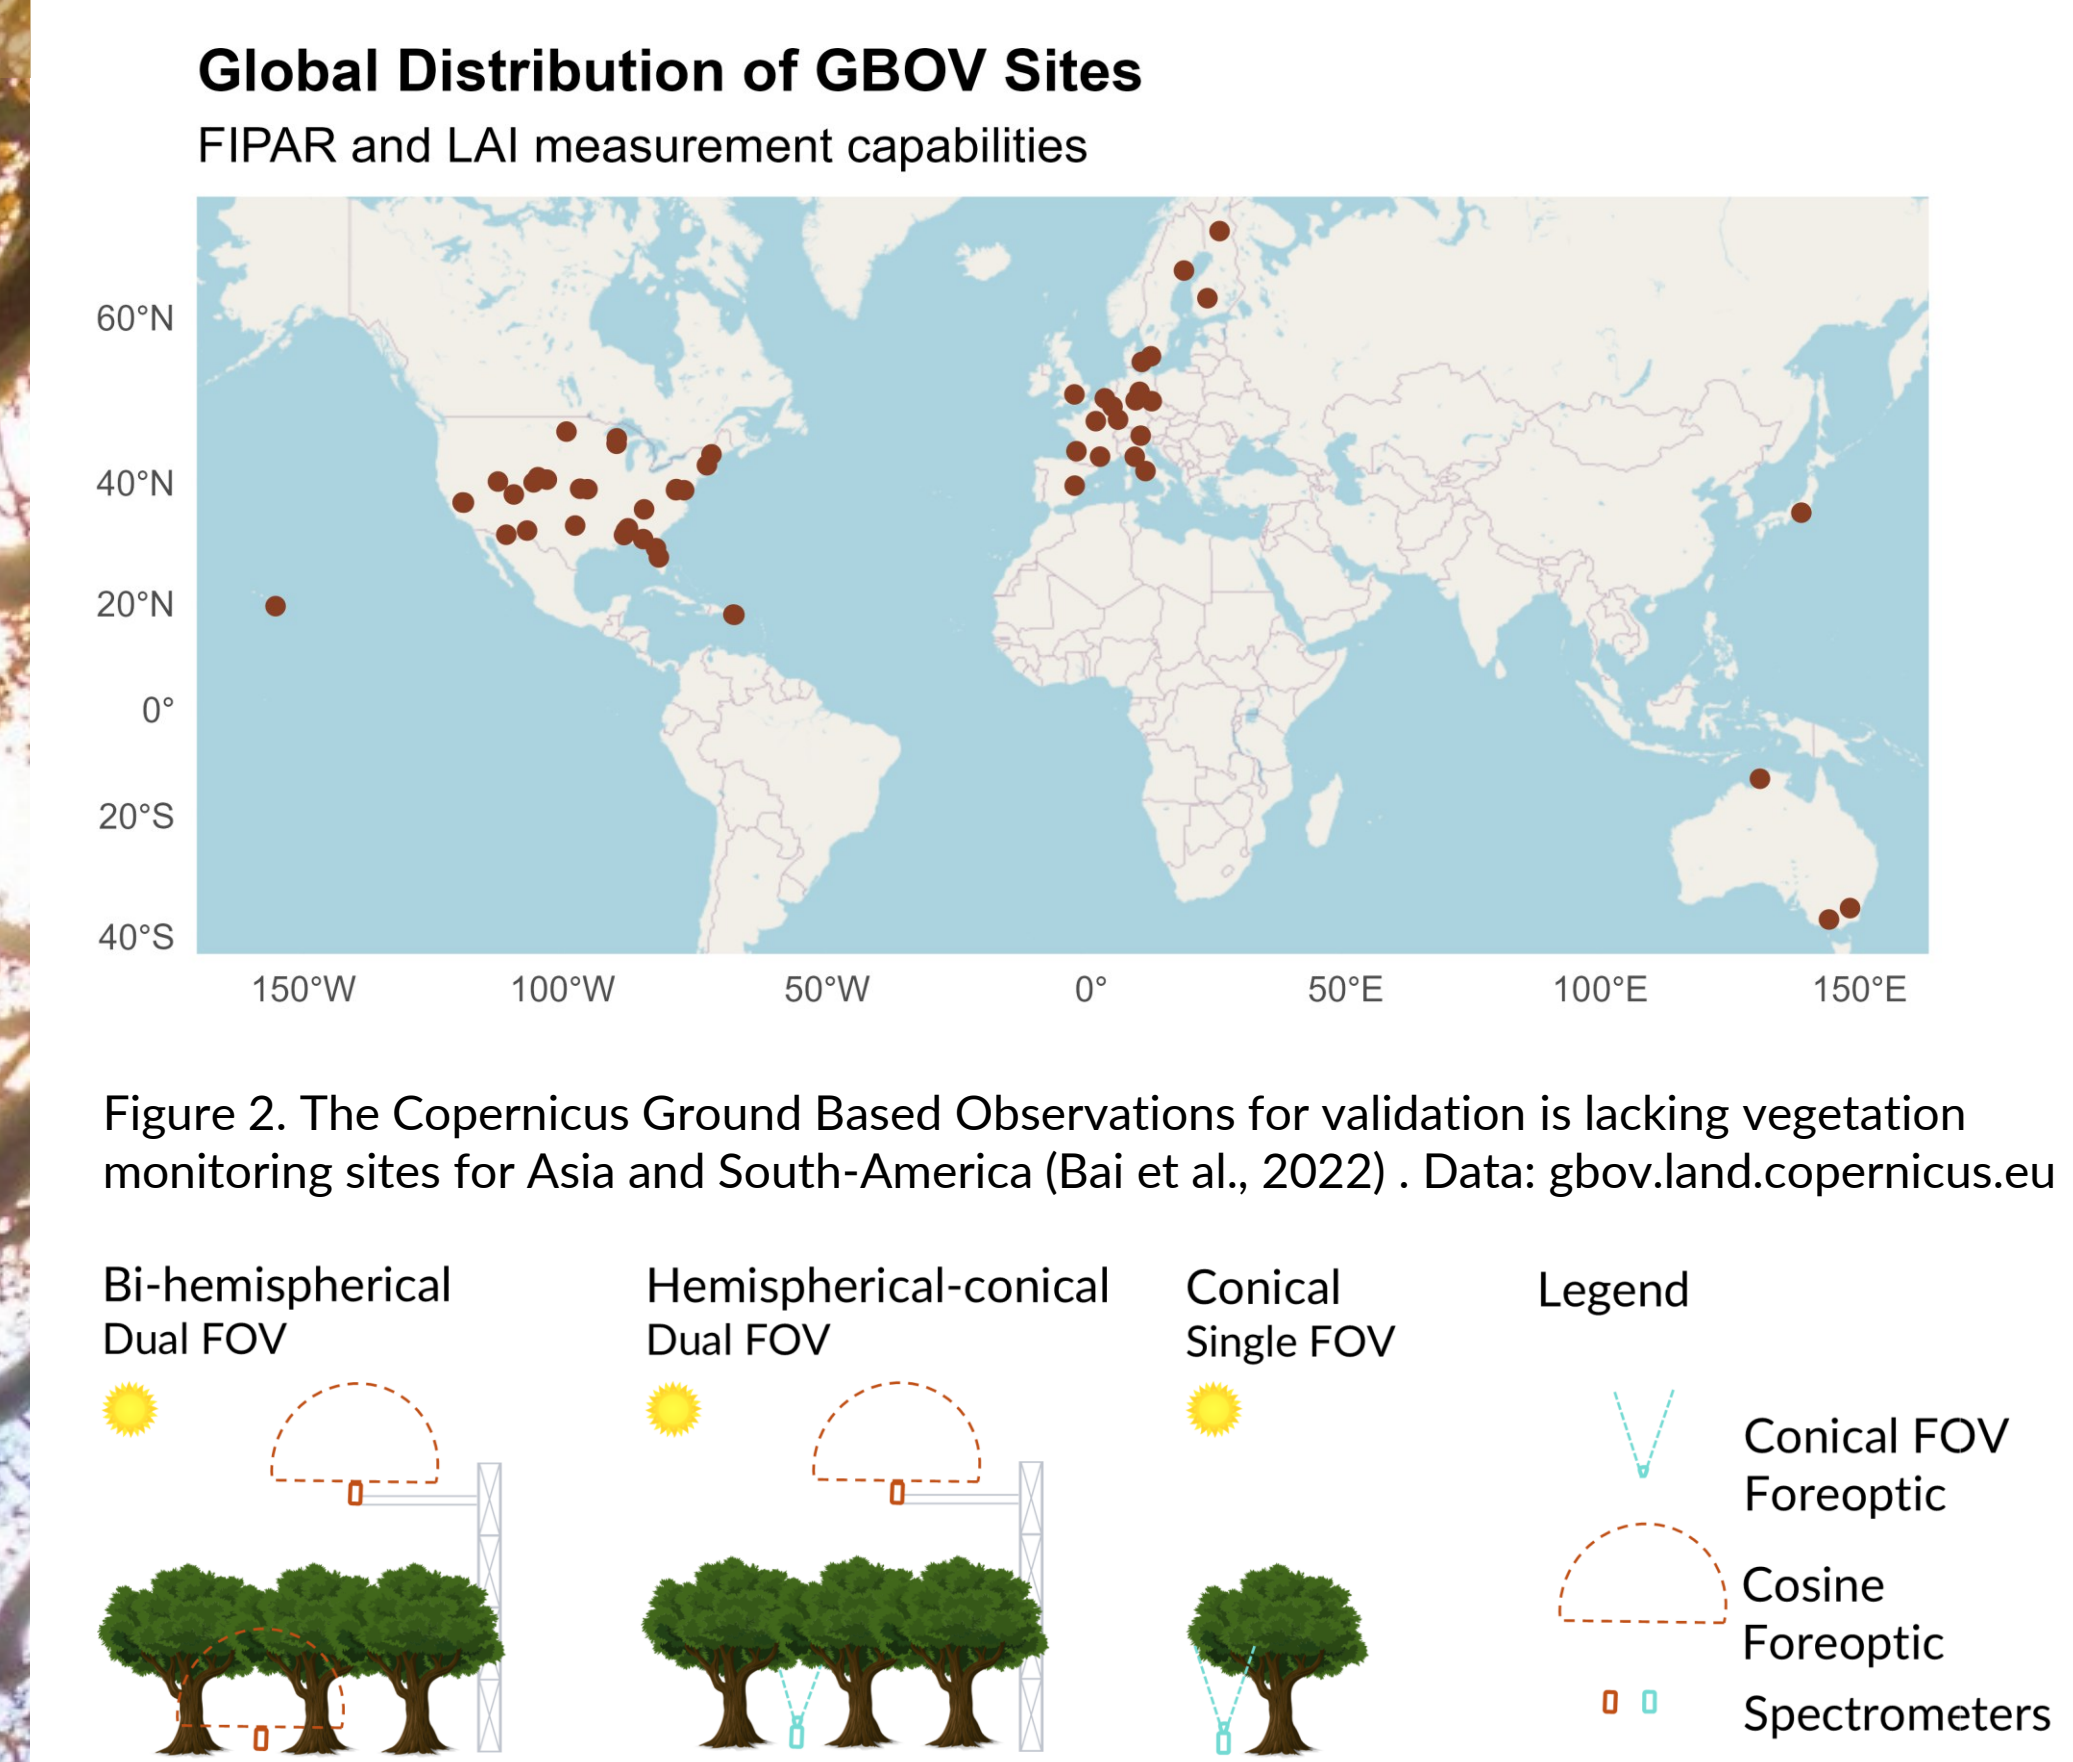 Global Distribution of GBOV Sites
FIPAR and LAI measurement capabilities
60°N
40°N
20°N
0°
20°S
40°S
150°W
100°W
50°W
0°
50°E
100°E
150°E
Figure 2. The Copernicus Ground Based Observations for validation is lacking vegetation
monitoring sites for Asia and South-America (Bai et al., 2022) . Data: gbov.land.copernicus.eu
Bi-hemispherical
Dual FOV
Hemispherical-conical
Dual FOV
Conical
Single FOV
Legend
Conical FOV
Foreoptic
Cosine
Foreoptic
Spectrometers